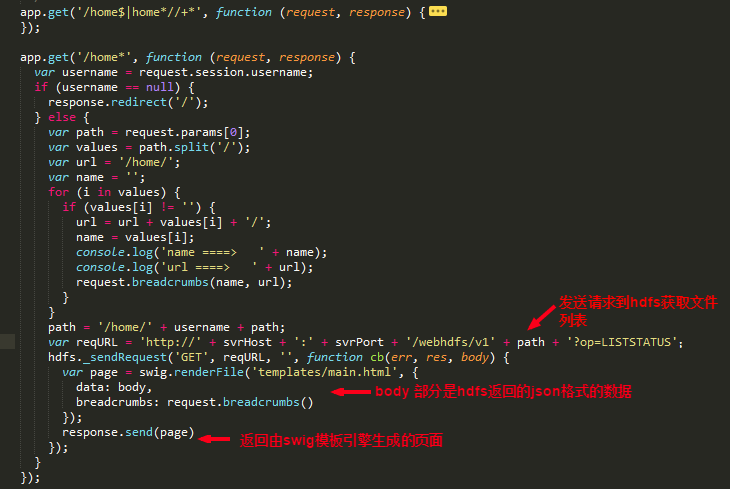 app.get('/home$|home*//+*', function (request, response) {
});
app.get('/home*', function (request, response) {
var username = request.session.username;
if (username == null) {
response.redirect('/');
} else {
var path = request.params[0];
var values = path.split('/');
var url = '/home/';
var name = '';
for (i in values) {
if (values[i] != '') {
url = url + values[i] + '/';
name = values[i];
console.log('name ====>   ' + name);
console.log('url ====>   ' + url);
request.breadcrumbs(name, url);
}
}
发送请求到hdfs获取文件
列表
path = '/home/' + username + path;
var reqURL = 'http://' + svrHost + ':' + svrPort + '/webhdfs/v1' + path + '?op=LISTSTATUS';
hdfs._sendRequest('GET', reqURL, '', function cb(err, res, body) {
var page = swig.renderFile('templates/main.html', {
data: body,
body 部分是hdfs返回的json格式的数据
breadcrumbs: request.breadcrumbs()
});
response.send(page)
返回由swig模板引擎生成的页面
});
}
});